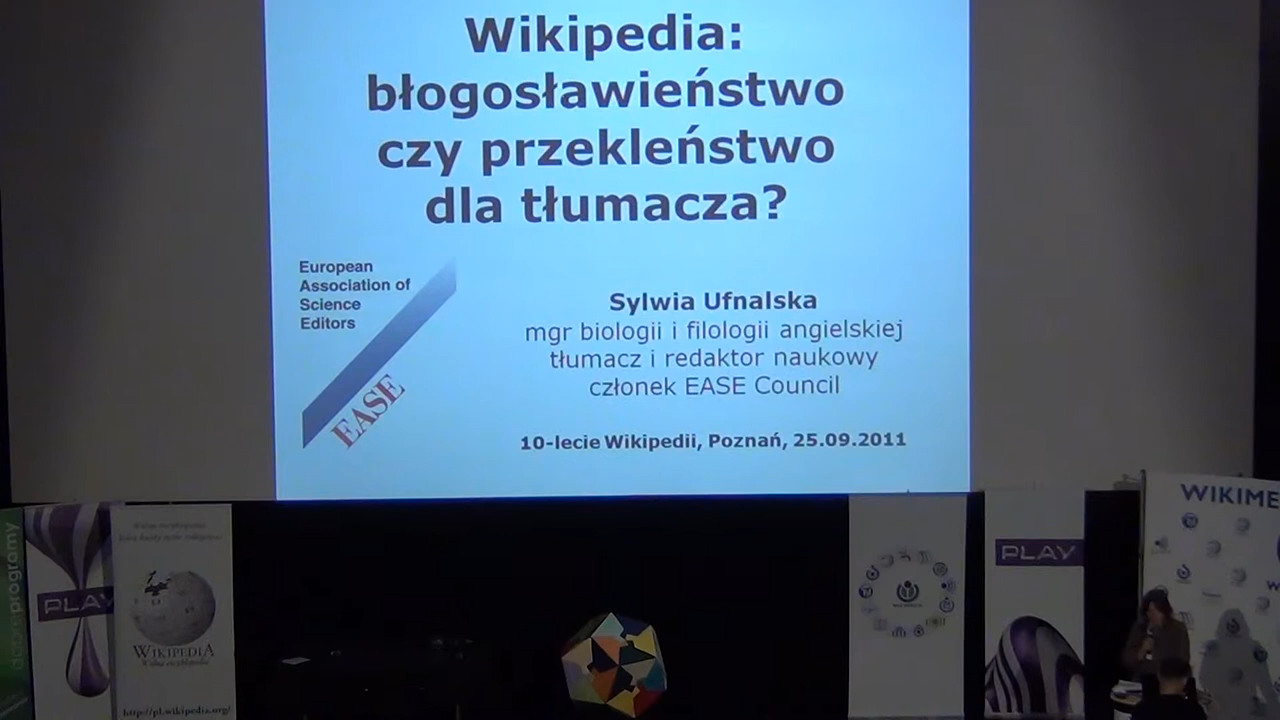 Wikipedia:
błogosławieństwo
czy przekleństwo
dla tłumacza?
European
Association of
Science
Editors
EASE
Sylwia Ufnalska
mgr biologii i filologii angielskiej
tłumacz i redaktor naukowy
członek EASE Council
10-lecie Wikipedii, Poznań, 25.09.2011
PLAY
WIKIPEDIA
Wolna encyklopedia
http://pl.wikipedia.org/
PLAY
WIKIME